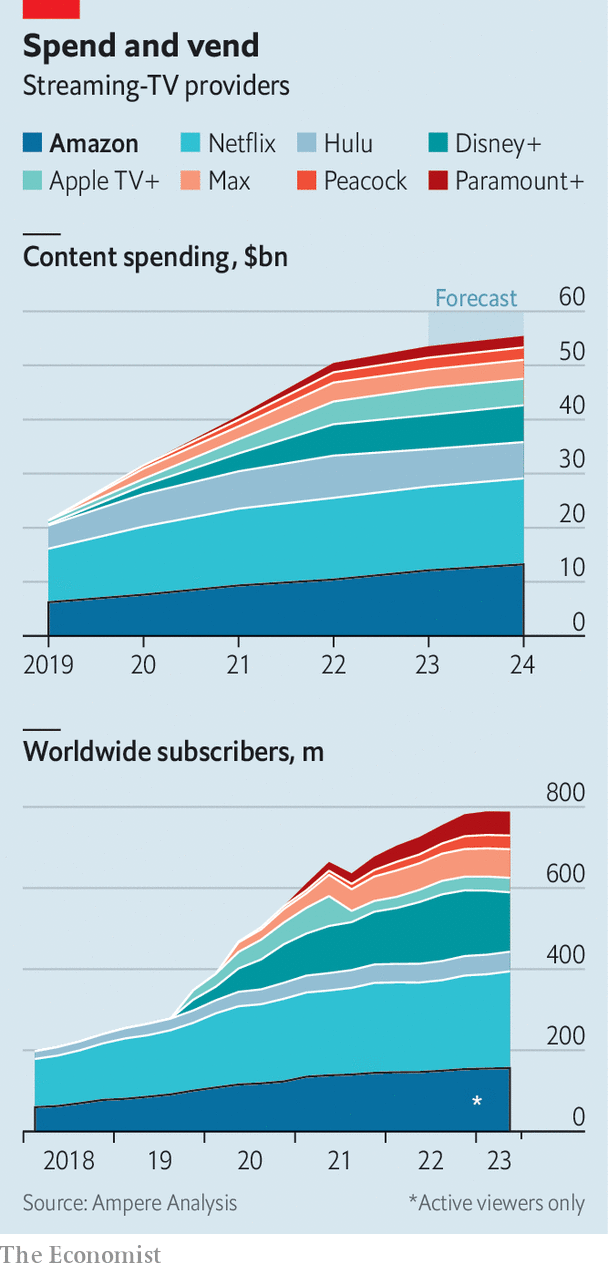 Spend and vend
Streaming-TV providers
Amazon Netflix Hulu Disney+
Apple TV+ Max Peacock Paramount+
Content spending, $bn
Forecast
60
50
40
30
20
10
0
2019 20 21 22 23 24
Worldwide subscribers, m
800
600
400
200
*
0
2018 19 20 21 22 23
Source: Ampere Analysis *Active viewers only
The Economist